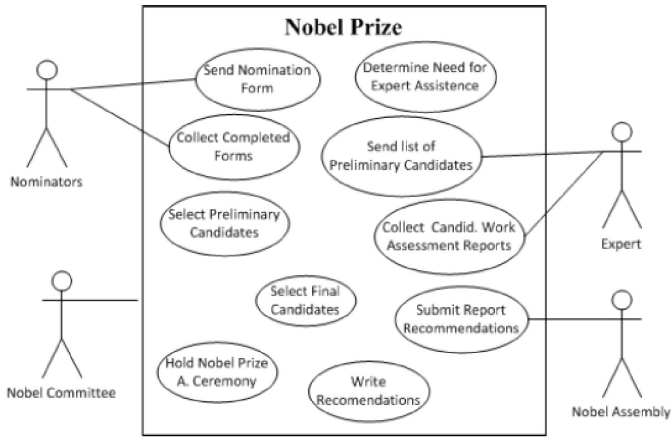 Nobel Prize
Send Nomination
Form
Determine Need for
Expert Assistence
Collect Completed
Forms
Send list of
Preliminary Candidates
Nominators
Select Preliminary
Candidates
Collect Candid. Work
Assessment Reports
Expert
Select Final
Candidates
Submit Report
Recommendations
Nobel Committee
Hold Nobel Prize
A. Ceremony
Write
Recomendations
Nobel Assembly